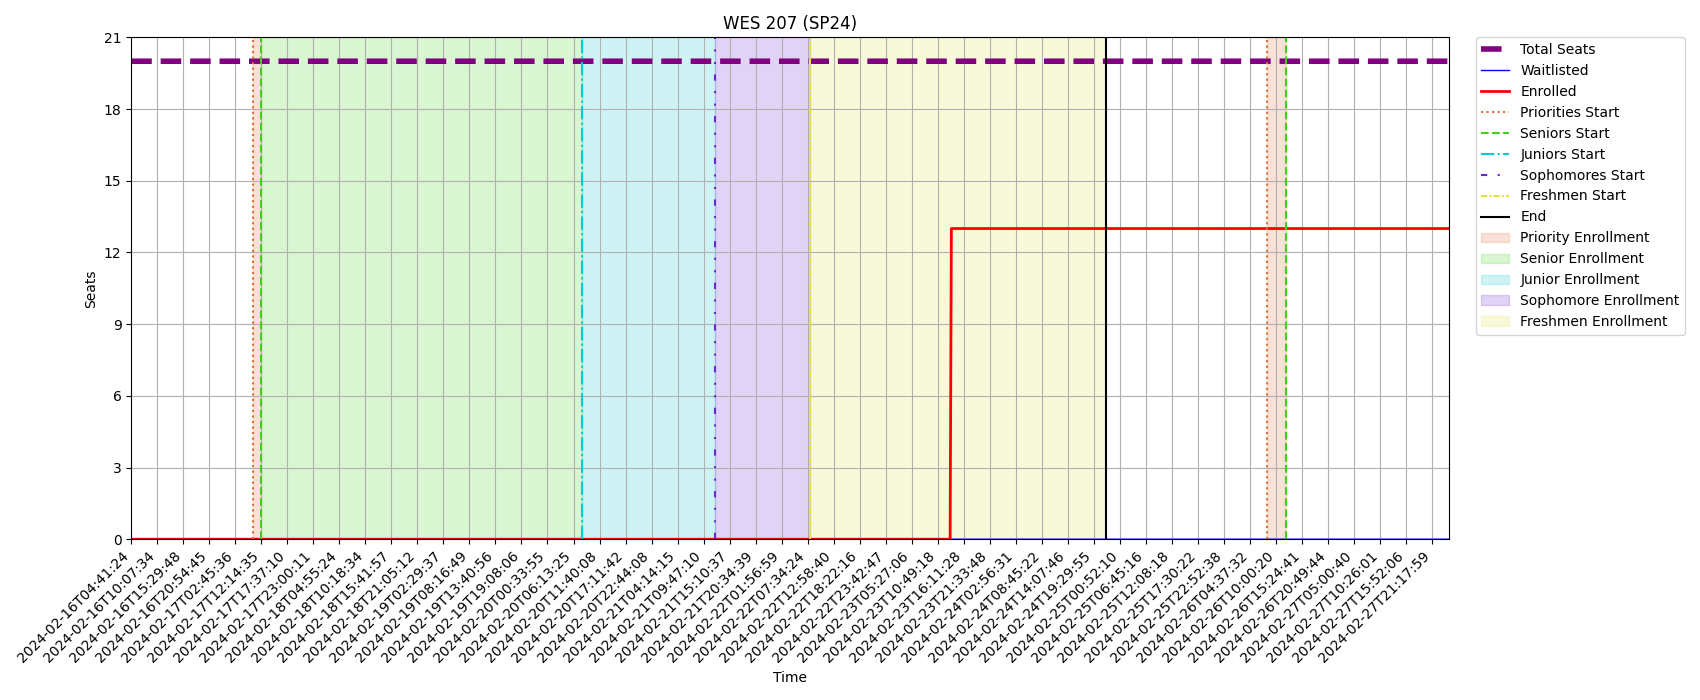 WES 207 (SP24)
21
18
15
12
9
6
3
0
Seats
2024-02-16T04:41:24
2024-02-16T10:07:34
2024-02-16T15:29:48
2024-02-16T20:54:45
2024-02-17T02:45:36
2024-02-17T12:14:35
2024-02-17T17:37:10
2024-02-17T23:00:11
2024-02-18T04:55:24
2024-02-18T10:18:34
2024-02-18T15:41:57
2024-02-18T21:05:12
2024-02-19T02:29:37
2024-02-19T08:16:49
2024-02-19T13:40:56
2024-02-19T19:08:06
2024-02-20T00:33:55
2024-02-20T06:13:25
2024-02-20T11:40:08
2024-02-20T17:11:42
2024-02-20T22:44:08
2024-02-21T04:14:15
2024-02-21T09:47:10
2024-02-21T15:10:37
2024-02-21T20:34:39
2024-02-22T01:56:59
2024-02-22T07:34:24
2024-02-22T12:58:40
2024-02-22T18:22:16
2024-02-22T23:42:47
2024-02-23T05:27:06
2024-02-23T10:49:18
2024-02-23T16:11:28
2024-02-23T21:33:48
2024-02-24T02:56:31
2024-02-24T08:45:22
2024-02-24T14:07:46
2024-02-24T19:29:55
2024-02-25T00:52:10
2024-02-25T06:45:16
2024-02-25T12:08:18
2024-02-25T17:30:22
2024-02-25T22:52:38
2024-02-26T04:37:32
2024-02-26T10:00:20
2024-02-26T15:24:41
2024-02-26T20:49:44
2024-02-27T05:00:40
2024-02-27T10:26:01
2024-02-27T15:52:06
2024-02-27T21:17:59
Time
Total Seats
Waitlisted
Enrolled
Priorities Start
Seniors Start
Juniors Start
Sophomores Start
Freshmen Start
End
Priority Enrollment
Senior Enrollment
Junior Enrollment
Sophomore Enrollment
Freshmen Enrollment